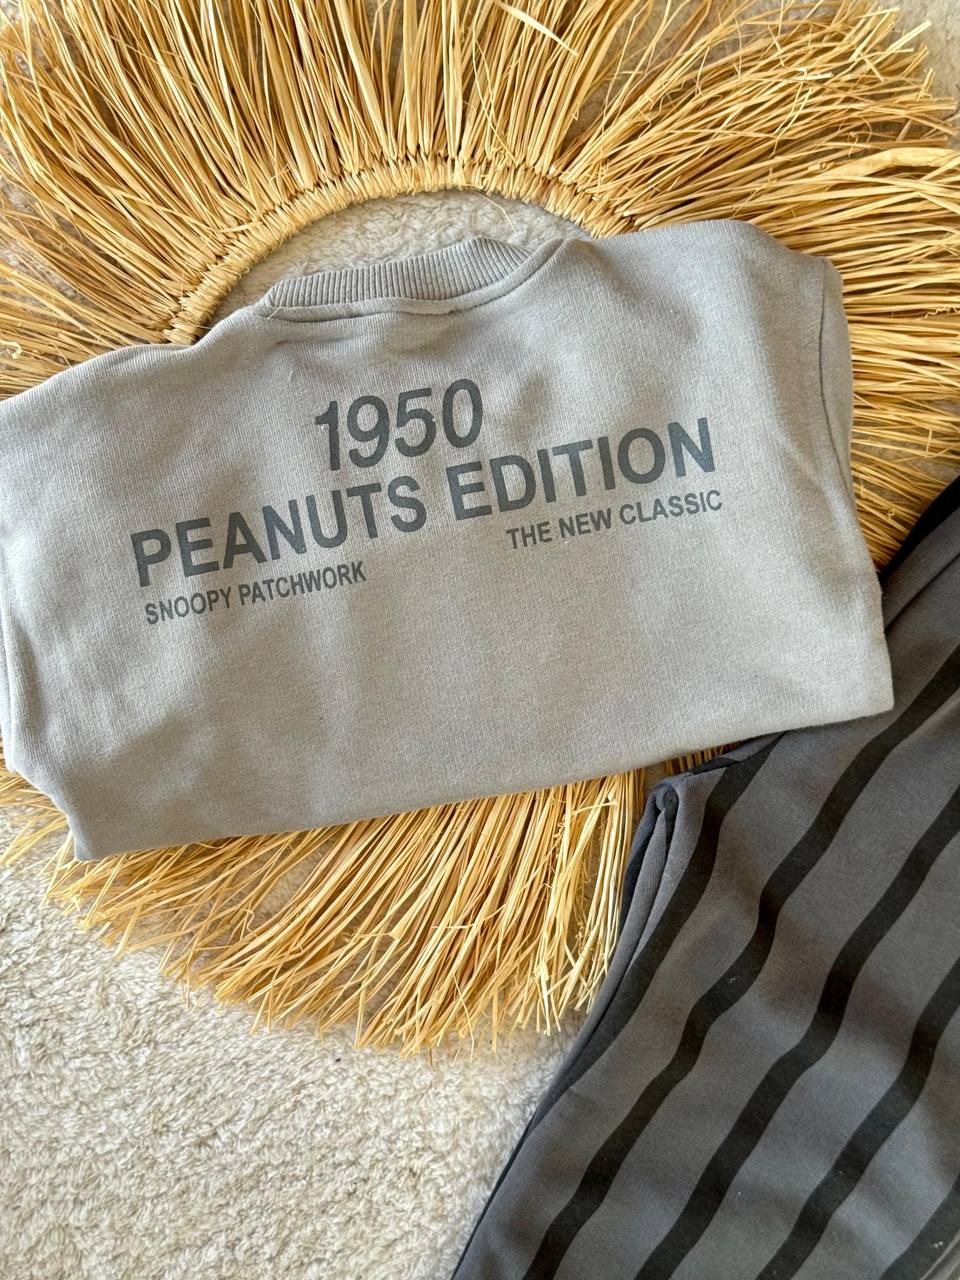 1950
PEANUTS EDITION
SNOOPY PATCHWORK THE NEW CLASSIC